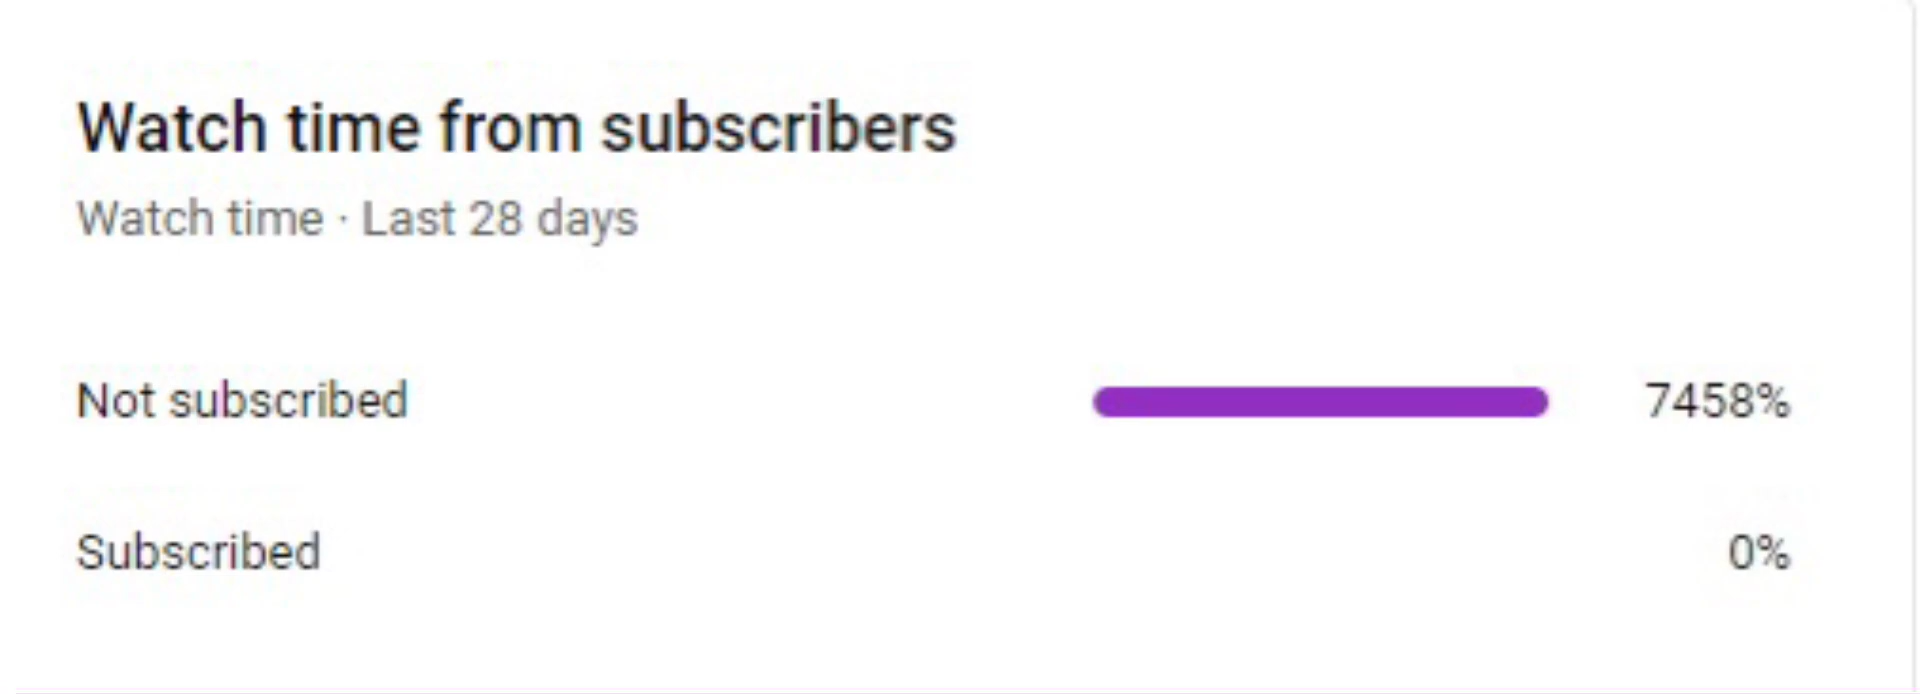 Watch time from subscribers
Watch time · Last 28 days
Not subscribed 7458%
Subscribed 0%